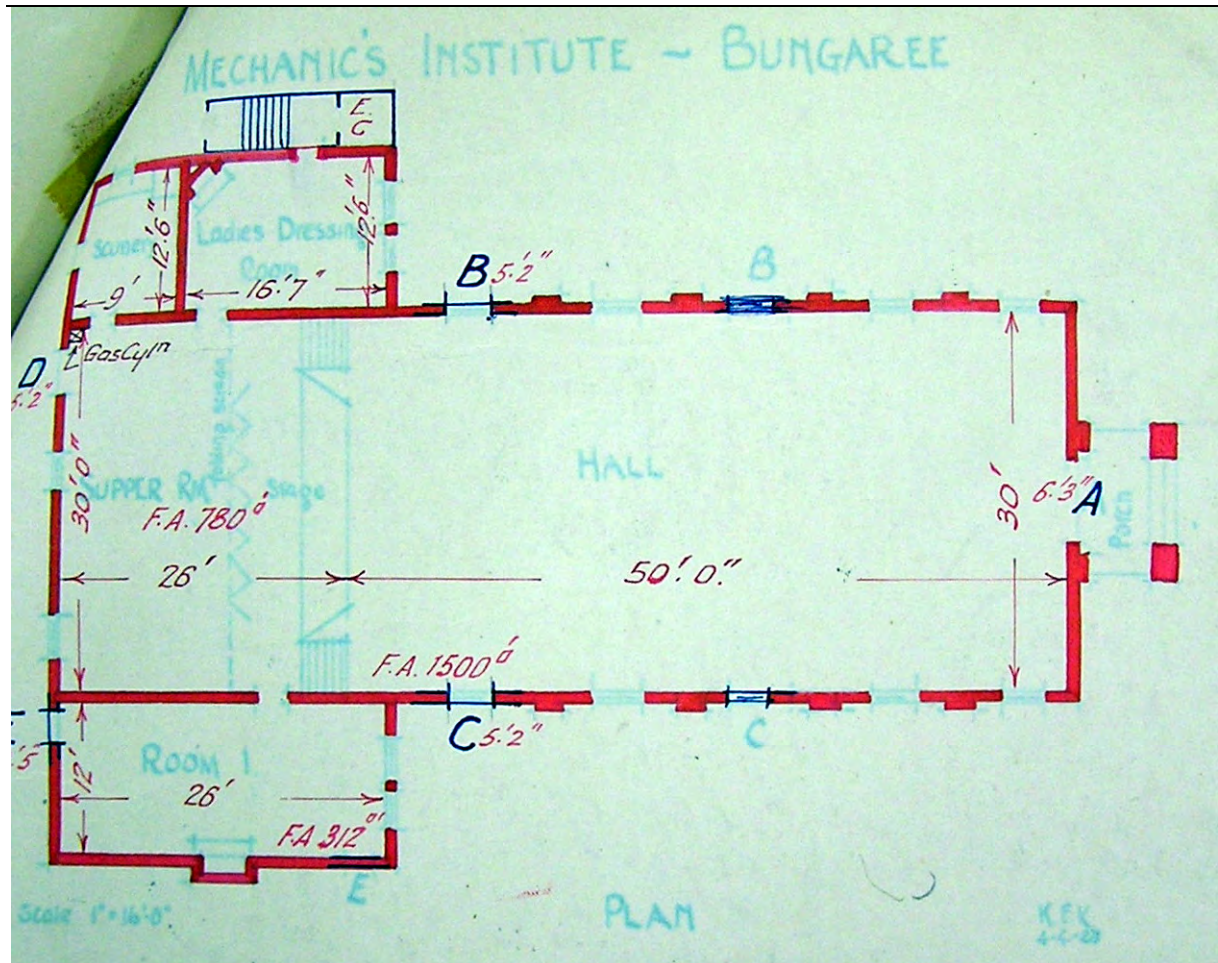 MECHANIC'S INSTITUTE - BUNGAREE
E.
C
12'.6"
12'.6"
Ladies Dressing
Room
9'
16'.7"
B 5'.2"
B
Gas Cyln
D
5'.2"
folding screen
30'.0"
SUPPER RM
Stage
HALL
F.A. 780□'
30'
6'.3" A
PORCH
26'
50'.0."
F.A. 1500□'
C 5'.2"
C
ROOM 1
12'
26'
F.A 312□'
E
Scale 1" = 16'-0"
PLAN